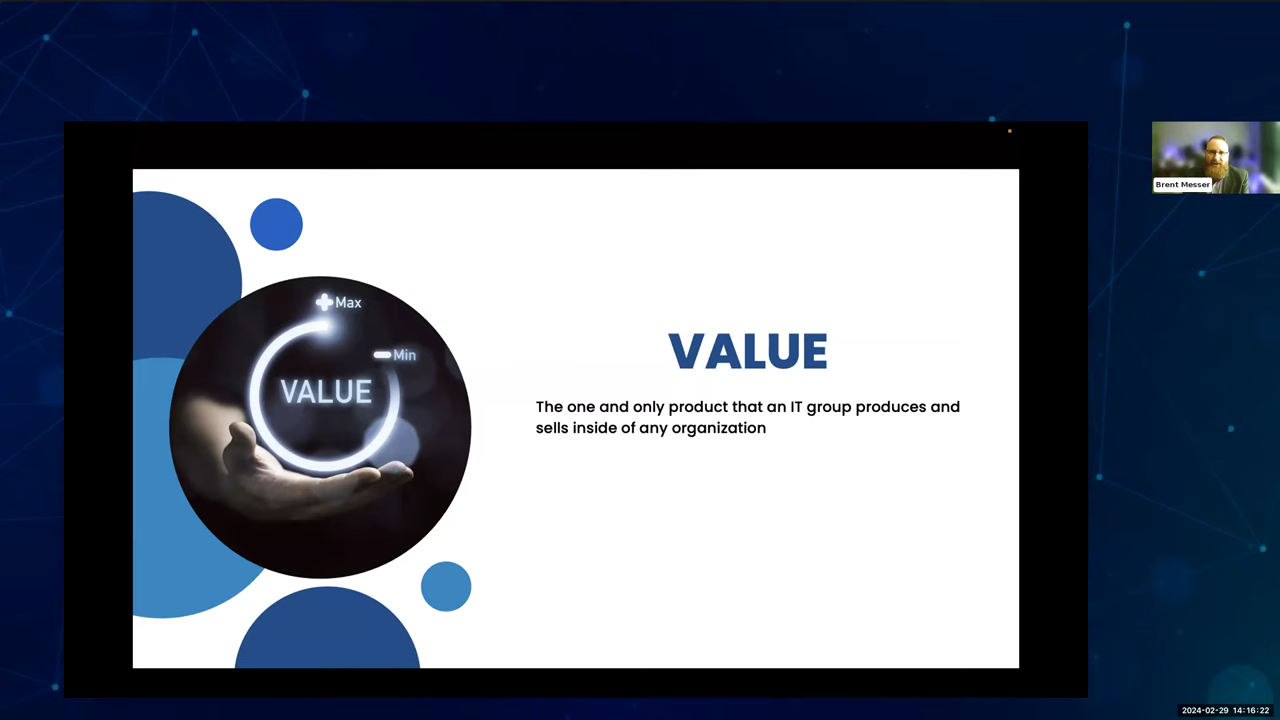 Max
Min
VALUE
VALUE
The one and only product that an IT group produces and
sells inside of any organization
Brent Messer
2024-02-29 14:16:22